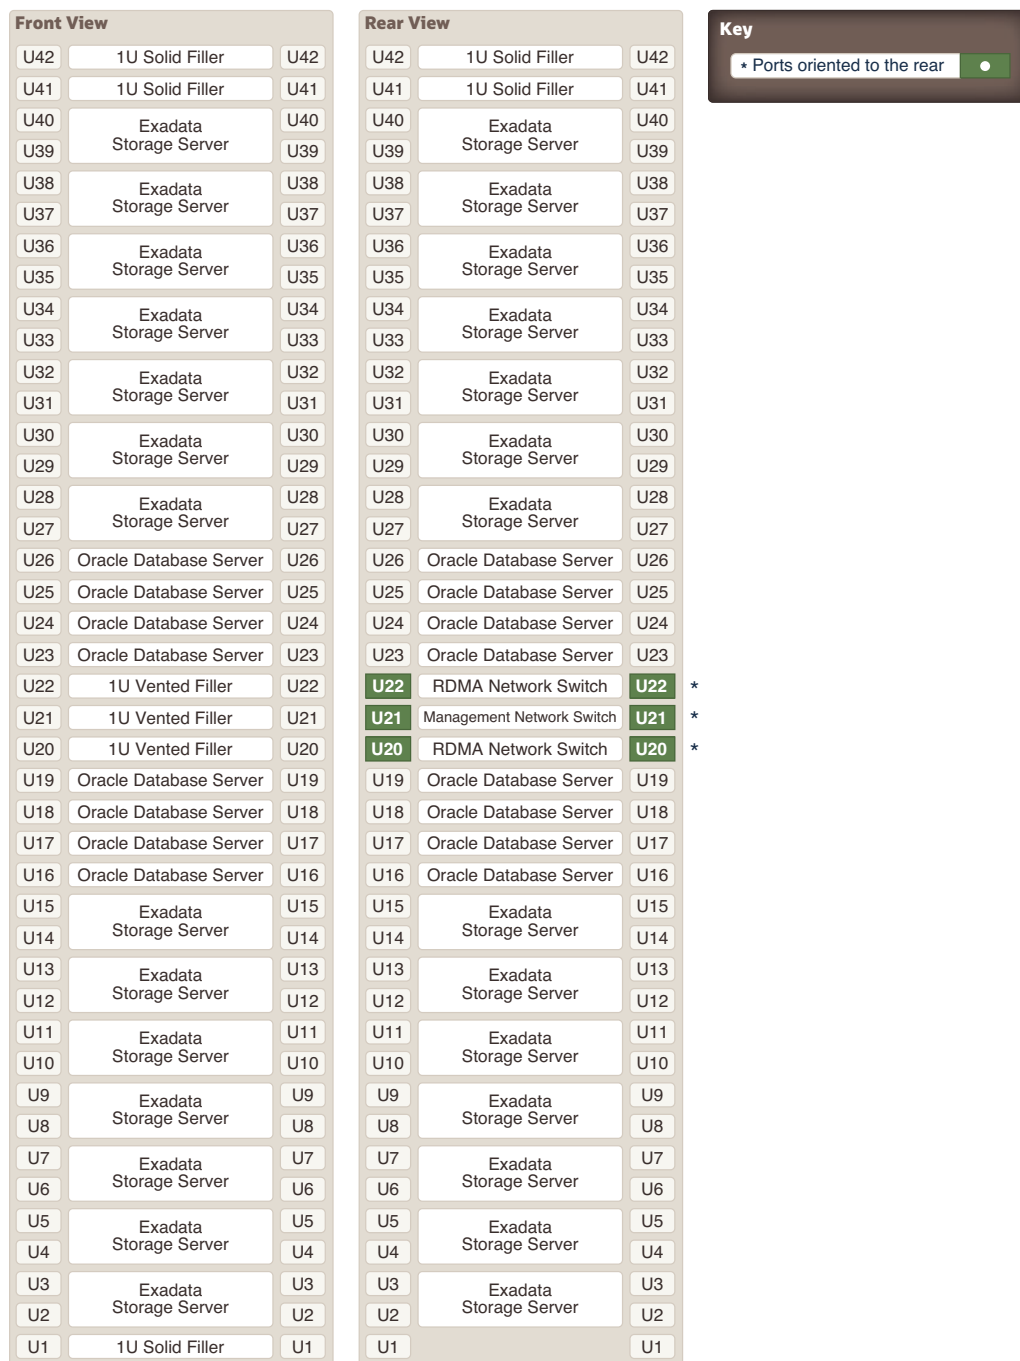 Front View
U42 1U Solid Filler U42
U41 1U Solid Filler U41
U40 Exadata U40
U39 Storage Server U39
U38 Exadata U38
U37 Storage Server U37
U36 Exadata U36
U35 Storage Server U35
U34 Exadata U34
U33 Storage Server U33
U32 Exadata U32
U31 Storage Server U31
U30 Exadata U30
U29 Storage Server U29
U28 Exadata U28
U27 Storage Server U27
U26 Oracle Database Server U26
U25 Oracle Database Server U25
U24 Oracle Database Server U24
U23 Oracle Database Server U23
U22 1U Vented Filler U22
U21 1U Vented Filler U21
U20 1U Vented Filler U20
U19 Oracle Database Server U19
U18 Oracle Database Server U18
U17 Oracle Database Server U17
U16 Oracle Database Server U16
U15 Exadata U15
U14 Storage Server U14
U13 Exadata U13
U12 Storage Server U12
U11 Exadata U11
U10 Storage Server U10
U9 Exadata U9
U8 Storage Server U8
U7 Exadata U7
U6 Storage Server U6
U5 Exadata U5
U4 Storage Server U4
U3 Exadata U3
U2 Storage Server U2
U1 1U Solid Filler U1
Rear View
U42 1U Solid Filler U42
U41 1U Solid Filler U41
U40 Exadata U40
U39 Storage Server U39
U38 Exadata U38
U37 Storage Server U37
U36 Exadata U36
U35 Storage Server U35
U34 Exadata U34
U33 Storage Server U33
U32 Exadata U32
U31 Storage Server U31
U30 Exadata U30
U29 Storage Server U29
U28 Exadata U28
U27 Storage Server U27
U26 Oracle Database Server U26
U25 Oracle Database Server U25
U24 Oracle Database Server U24
U23 Oracle Database Server U23
U22 RDMA Network Switch U22 *
U21 Management Network Switch U21 *
U20 RDMA Network Switch U20 *
U19 Oracle Database Server U19
U18 Oracle Database Server U18
U17 Oracle Database Server U17
U16 Oracle Database Server U16
U15 Exadata U15
U14 Storage Server U14
U13 Exadata U13
U12 Storage Server U12
U11 Exadata U11
U10 Storage Server U10
U9 Exadata U9
U8 Storage Server U8
U7 Exadata U7
U6 Storage Server U6
U5 Exadata U5
U4 Storage Server U4
U3 Exadata U3
U2 Storage Server U2
U1 U1
Key
* Ports oriented to the rear